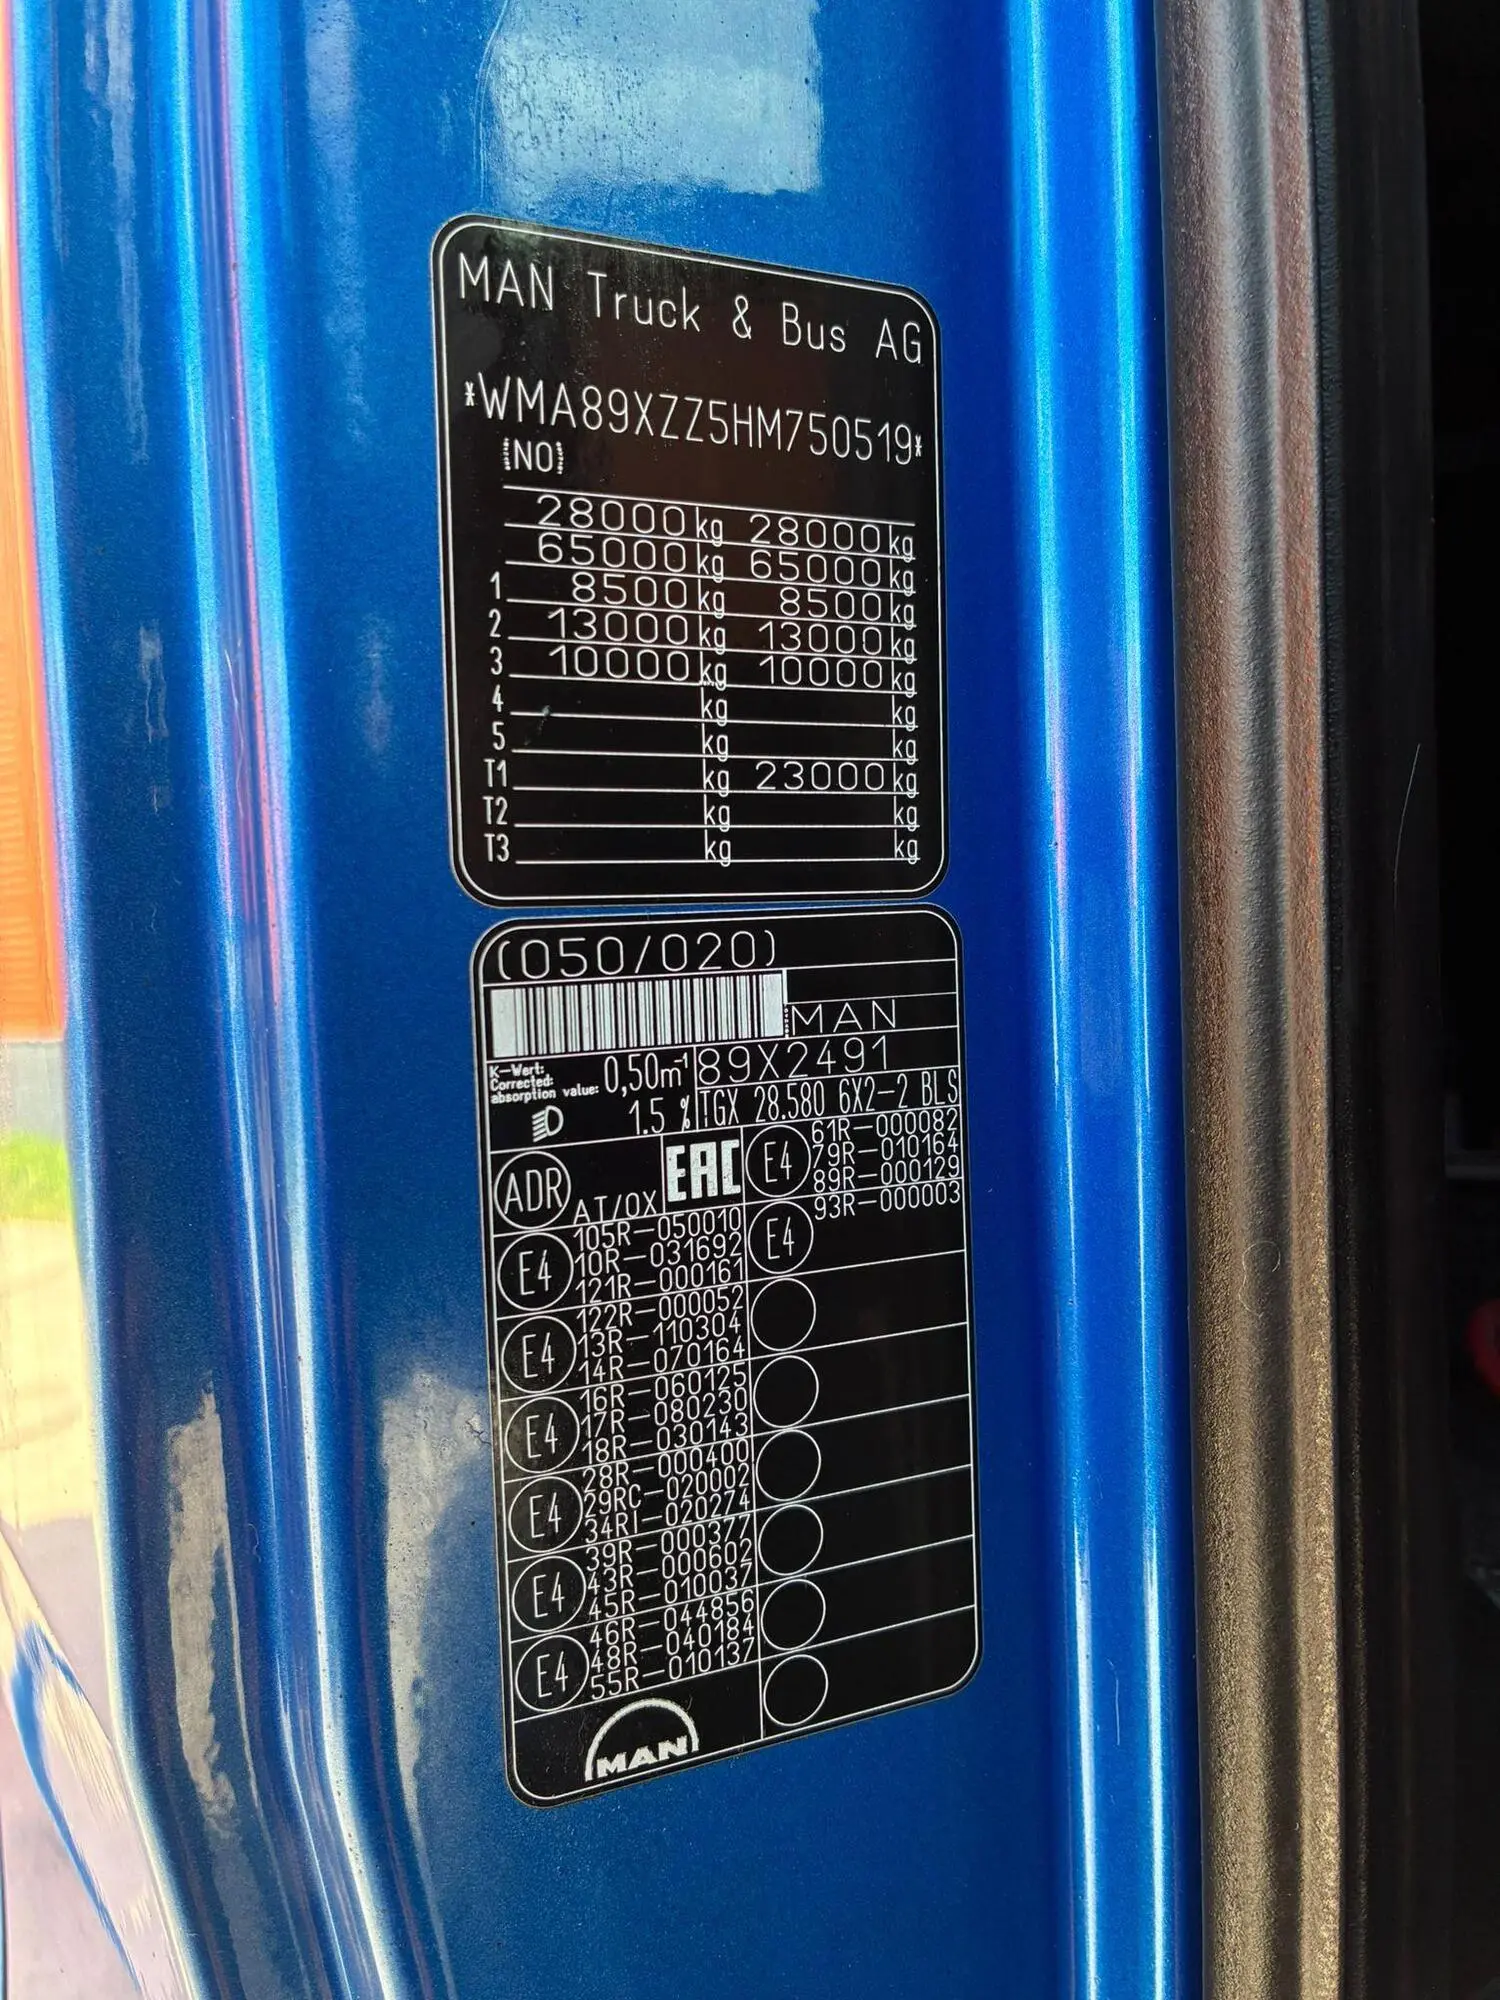 MAN Truck & Bus AG
*WMA89XZZ5HM750519*
(NO)
28000 kg 28000 kg
65000 kg 65000 kg
1 8500 kg 8500 kg
2 13000 kg 13000 kg
3 10000 kg 10000 kg
4 kg kg
5 kg kg
T1 kg 23000 kg
T2 kg kg
T3 kg kg
(050/020)
MAN
K-Wert:
Corrected
absorption value: 0,50m⁻¹
89X2491
1.5 %
TGX 28.580 6X2-2 BLS
ADR AT/OX
EAC
E4
105R-050010
10R-031692
121R-000161
E4
122R-000052
13R-110304
14R-070164
E4
16R-060125
17R-080230
18R-030143
E4
28R-000400
29RC-020002
34RI-020274
E4
39R-000377
43R-000602
45R-010037
E4
46R-044856
48R-040184
55R-010137
E4
61R-000082
79R-010164
89R-000129
E4
93R-000003
MAN